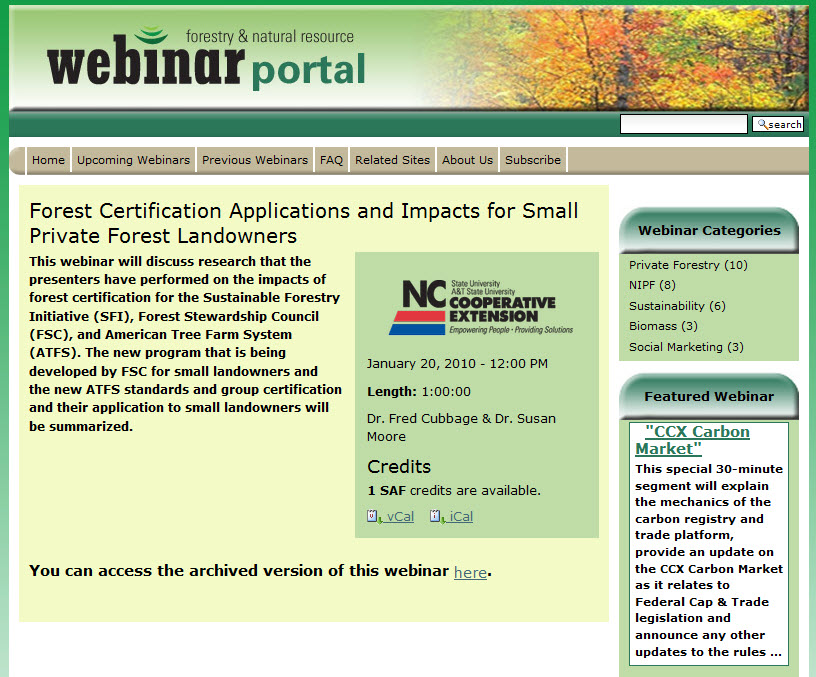 forestry & natural resource
webinar portal
search
Home
Upcoming Webinars
Previous Webinars
FAQ
Related Sites
About Us
Subscribe
Forest Certification Applications and Impacts for Small
Private Forest Landowners
This webinar will discuss research that the
presenters have performed on the impacts of
forest certification for the Sustainable Forestry
Initiative (SFI), Forest Stewardship Council
(FSC), and American Tree Farm System
(ATFS). The new program that is being
developed by FSC for small landowners and
the new ATFS standards and group certification
and their application to small landowners will
be summarized.
NC
State University
A&T State University
COOPERATIVE
EXTENSION
Empowering People • Providing Solutions
January 20, 2010 - 12:00 PM
Length: 1:00:00
Dr. Fred Cubbage & Dr. Susan
Moore
Credits
1 SAF credits are available.
vCal
iCal
You can access the archived version of this webinar here.
Webinar Categories
Private Forestry (10)
NIPF (8)
Sustainability (6)
Biomass (3)
Social Marketing (3)
Featured Webinar
"CCX Carbon
Market"
This special 30-minute
segment will explain
the mechanics of the
carbon registry and
trade platform,
provide an update on
the CCX Carbon Market
as it relates to
Federal Cap & Trade
legislation and
announce any other
updates to the rules ...